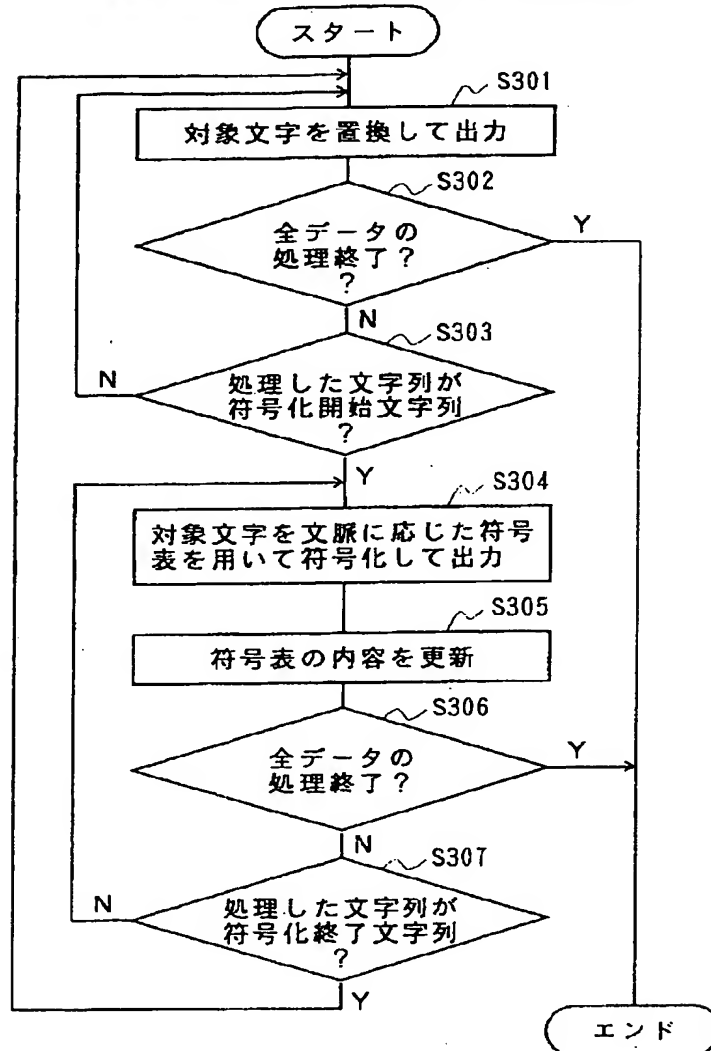 スタート
S301
対象文字を置換して出力
S302
全データの
処理終了?
?
Y
N
S303
N
処理した文字列が
符号化開始文字列
?
Y
S304
対象文字を文脈に応じた符号
表を用いて符号化して出力
S305
符号表の内容を更新
S306
全データの
処理終了?
Y
N
S307
N
処理した文字列が
符号化終了文字列
?
Y
エンド